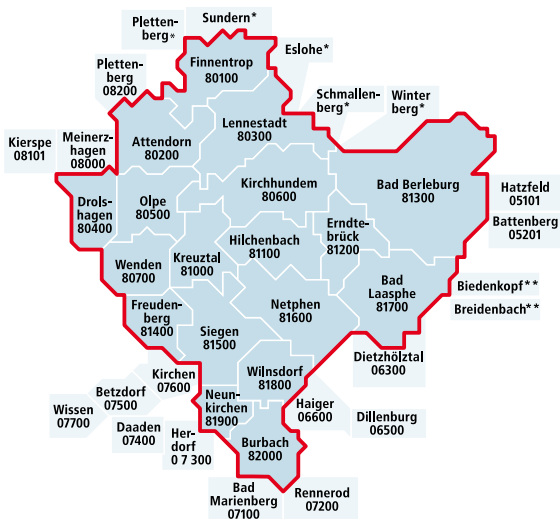 Sundern*
Pletten-
berg*
Finnentrop
80100
Eslohe*
Pletten-
berg
08200
Schmallen-
berg*
Winter
berg*
Lennestadt
80300
Kierspe
08101
Meinerz-
hagen
08000
Attendorn
80200
Kirchhundem
80600
Bad Berleburg
81300
Hatzfeld
05101
Battenberg
05201
Drols-
hagen
80400
Olpe
80500
Erndte-
brück
81200
Hilchenbach
81100
Kreuztal
81000
Wenden
80700
Bad
Laasphe
81700
Biedenkopf**
Breidenbach**
Freuden-
berg
81400
Netphen
81600
Siegen
81500
Dietzhölztal
06300
Wilnsdorf
81800
Kirchen
07600
Betzdorf
07500
Wissen
07700
Neun-
kirchen
81900
Haiger
06600
Dillenburg
06500
Daaden
07400
Her-
dorf
0 7 300
Burbach
82000
Bad
Marienberg
07100
Rennerod
07200